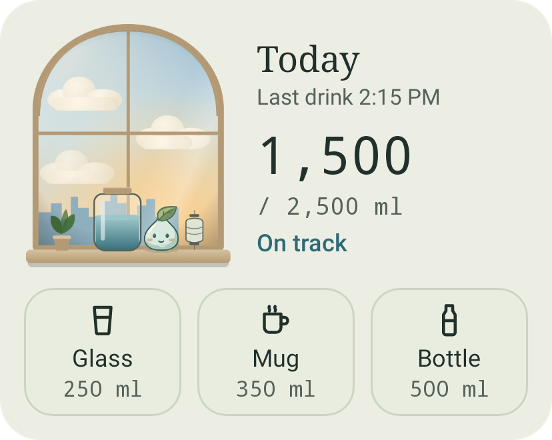 Today
Last drink 2:15 PM
1,500
/ 2,500 ml
On track
Glass
250 ml
Mug
350 ml
Bottle
500 ml